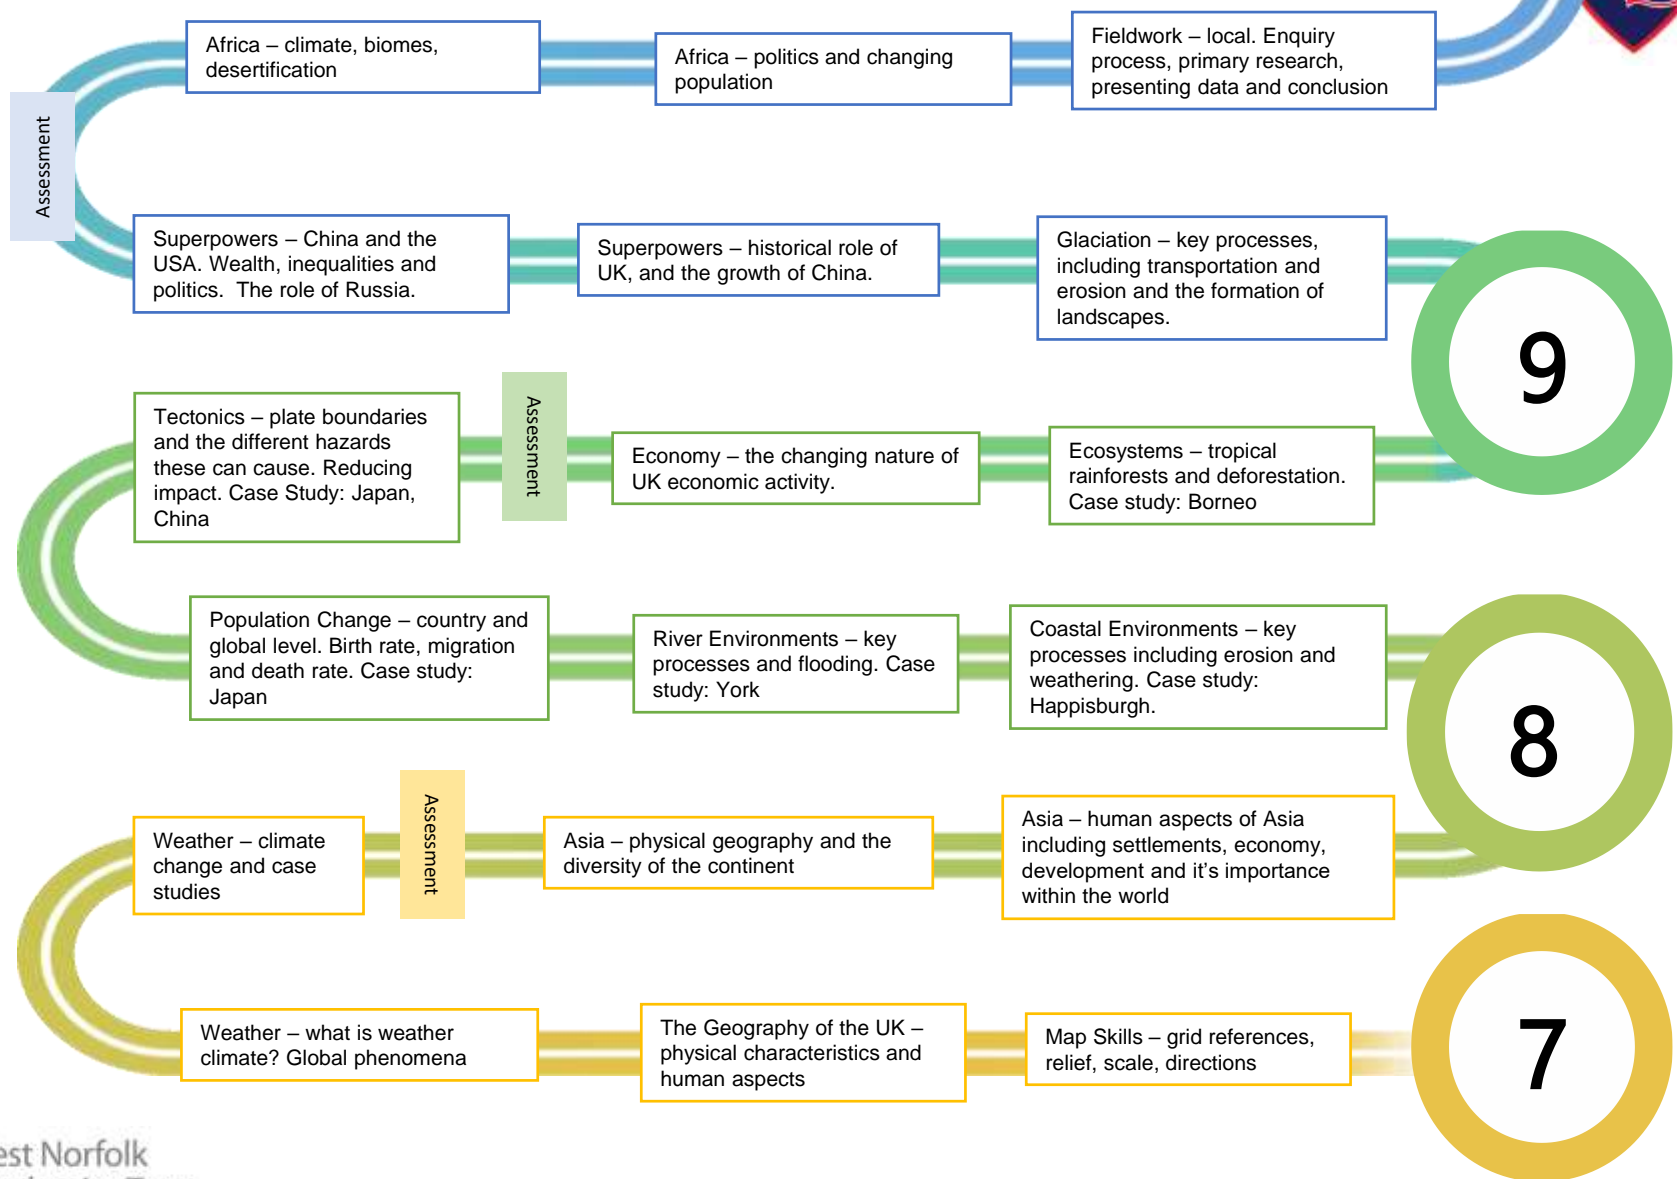 Africa – climate, biomes,
desertification
Africa – politics and changing
population
Fieldwork – local. Enquiry
process, primary research,
presenting data and conclusion
Assessment
Superpowers – China and the
USA. Wealth, inequalities and
politics.  The role of Russia.
Superpowers – historical role of
UK, and the growth of China.
Glaciation – key processes,
including transportation and
erosion and the formation of
landscapes.
9
Tectonics – plate boundaries
and the different hazards
these can cause. Reducing
impact. Case Study: Japan,
China
Assessment
Economy – the changing nature of
UK economic activity.
Ecosystems – tropical
rainforests and deforestation.
Case study: Borneo
Population Change – country and
global level. Birth rate, migration
and death rate. Case study:
Japan
River Environments – key
processes and flooding. Case
study: York
Coastal Environments – key
processes including erosion and
weathering. Case study:
Happisburgh.
8
Weather – climate
change and case
studies
Assessment
Asia – physical geography and the
diversity of the continent
Asia – human aspects of Asia
including settlements, economy,
development and it's importance
within the world
Weather – what is weather
climate? Global phenomena
The Geography of the UK –
physical characteristics and
human aspects
Map Skills – grid references,
relief, scale, directions
7
est Norfolk